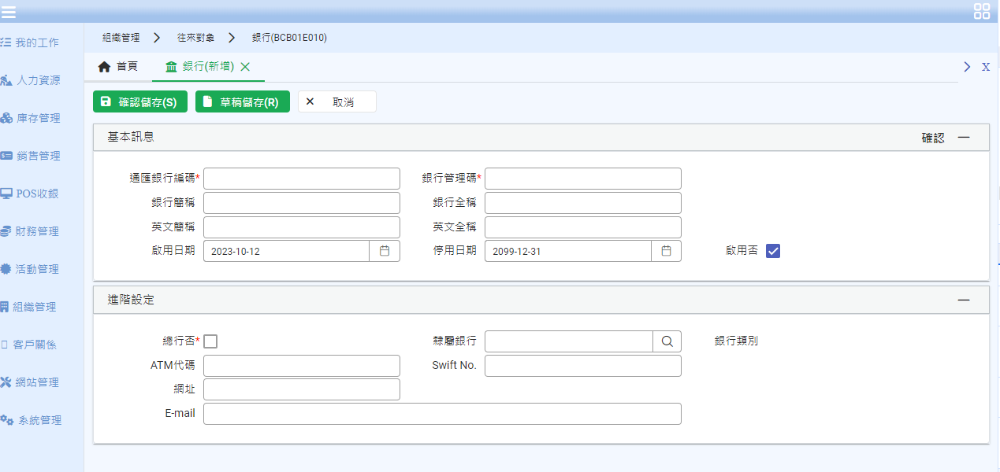 組織管理 > 往來對象 > 銀行(BCB01E010)
首頁 銀行(新增) X
確認儲存(S) 草稿儲存(R) 取消
我的工作
人力資源
庫存管理
銷售管理
POS收銀
財務管理
活動管理
組織管理
客戶關係
網站管理
系統管理
基本訊息 確認
通匯銀行編碼* 銀行管理碼*
銀行簡稱 銀行全稱
英文簡稱 英文全稱
啟用日期 2023-10-12 停用日期 2099-12-31 啟用否
進階設定
總行否* 隸屬銀行 銀行類別
ATM代碼 Swift No.
網址
E-mail